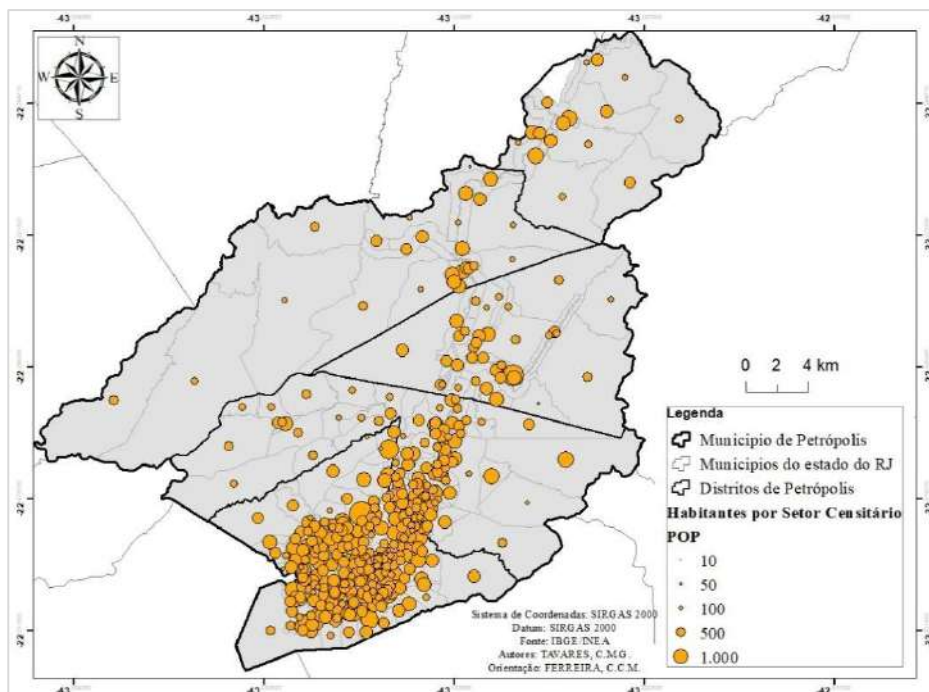 N
W E
S
0 2 4 km
Legenda
Municipio de Petrópolis
Municipios do estado do RJ
Distritos de Petrópolis
Habitantes por Setor Censitário
POP
10
50
100
500
1.000
Sistema de Coordenadas: SIRGAS 2000
Datum: SIRGAS 2000
Fonte: IBGE/INEA
Autores: TAVARES, C.M.G.
Orientação: FERREIRA, C.C.M.